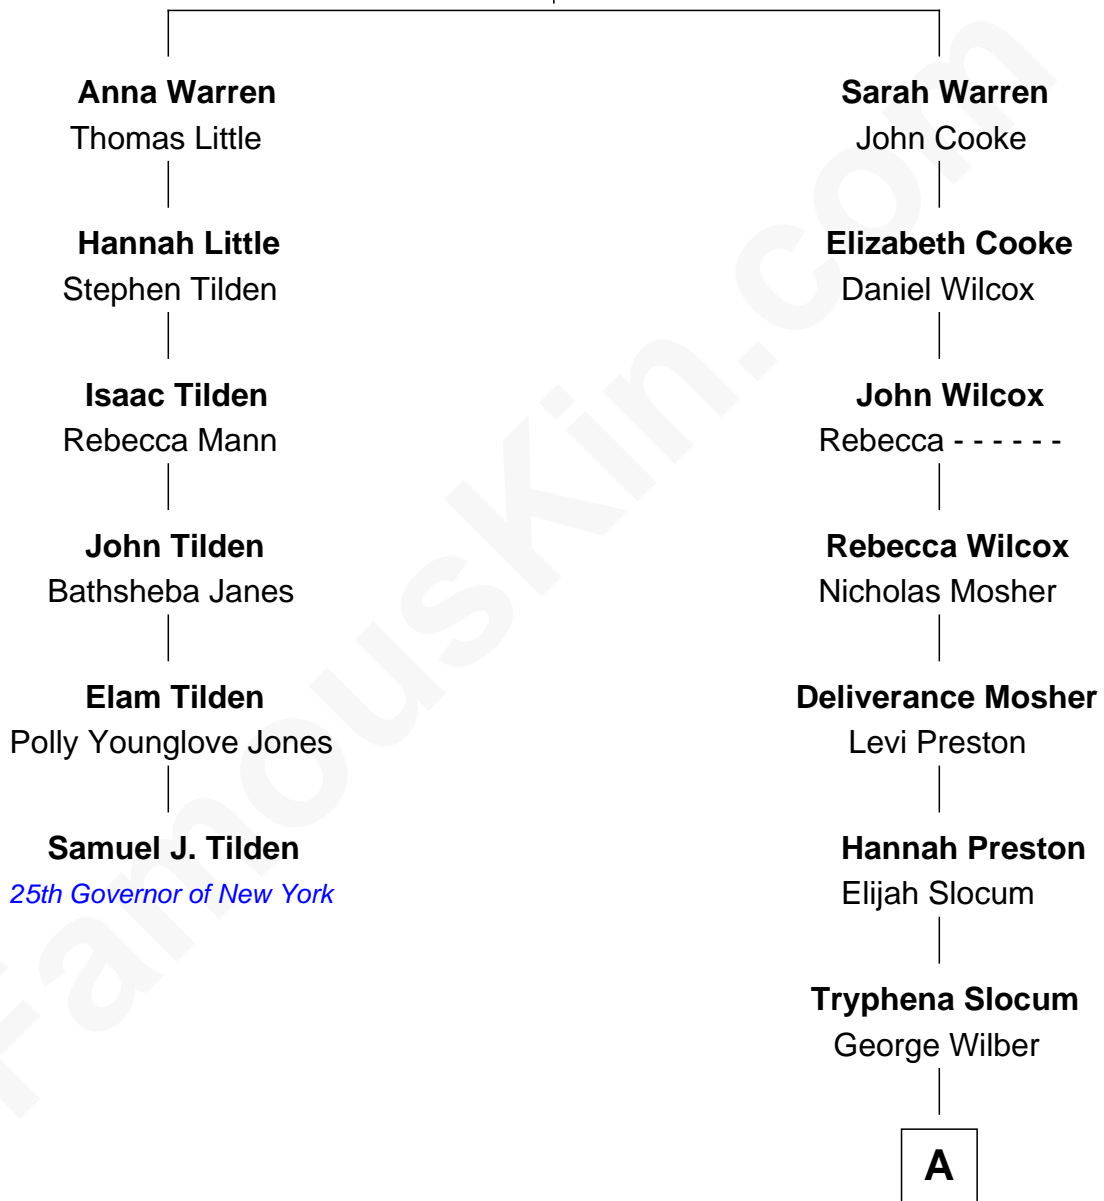 Anna Warren
Thomas Little
Sarah Warren
John Cooke
Hannah Little
Stephen Tilden
Elizabeth Cooke
Daniel Wilcox
Isaac Tilden
Rebecca Mann
John Wilcox
Rebecca - - - - - -
John Tilden
Bathsheba Janes
Rebecca Wilcox
Nicholas Mosher
Elam Tilden
Polly Younglove Jones
Deliverance Mosher
Levi Preston
Samuel J. Tilden
25th Governor of New York
Hannah Preston
Elijah Slocum
Tryphena Slocum
George Wilber
A
FamousKin.com